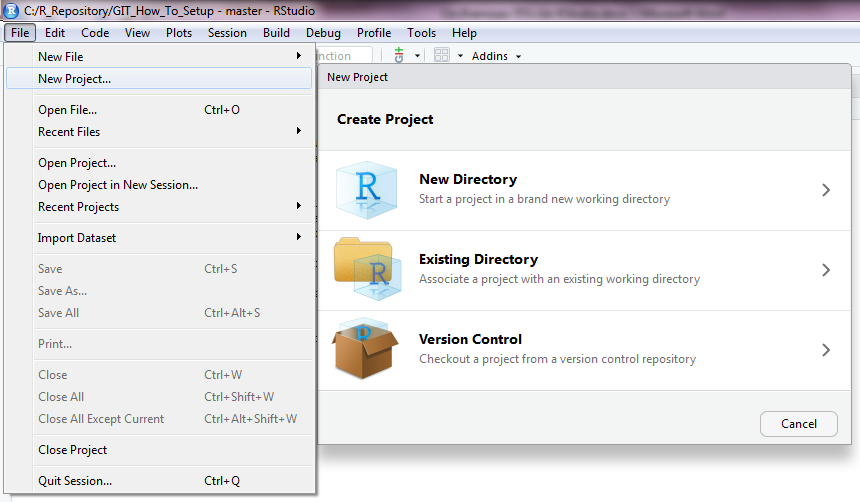 C:/R_Repository/GIT_How_To_Setup - master - RStudio
File Edit Code View Plots Session Build Debug Profile Tools Help
Addins
New File
New Project...
Open File... Ctrl+O
Recent Files
Open Project...
Open Project in New Session...
Recent Projects
Import Dataset
Save Ctrl+S
Save As...
Save All Ctrl+Alt+S
Print...
Close Ctrl+W
Close All Ctrl+Shift+W
Close All Except Current Ctrl+Alt+Shift+W
Close Project
Quit Session... Ctrl+Q
New Project
Create Project
R
New Directory
Start a project in a brand new working directory
R
Existing Directory
Associate a project with an existing working directory
Version Control
Checkout a project from a version control repository
Cancel